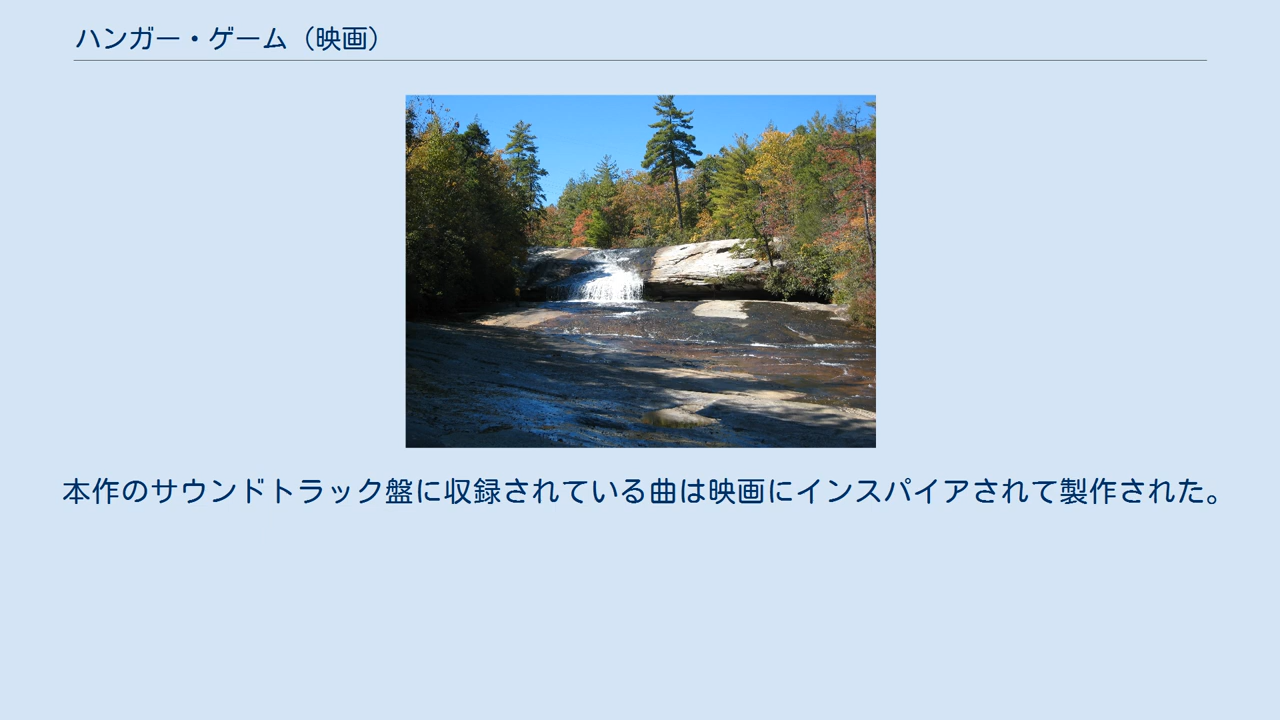 ハンガー・ゲーム（映画）
本作のサウンドトラック盤に収録されている曲は映画にインスパイアされて製作された。